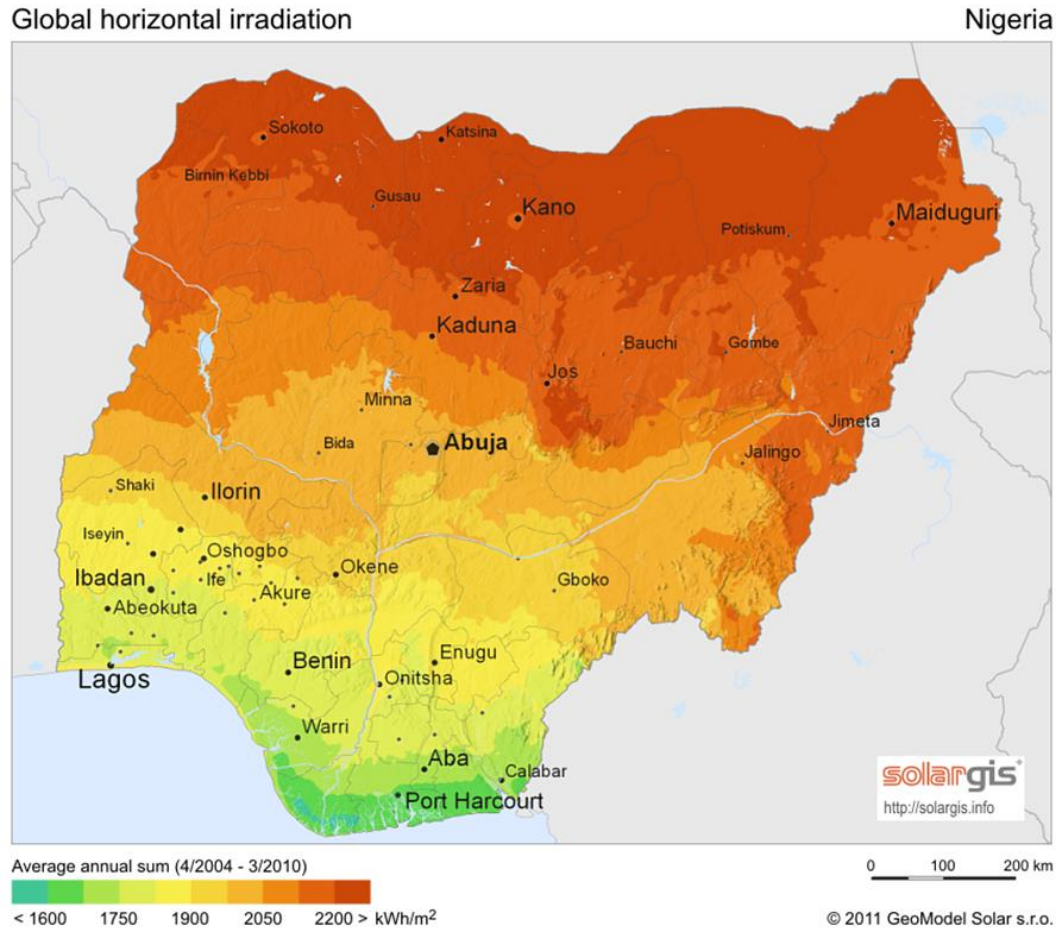 Global horizontal irradiation
Nigeria
Sokoto
Katsina
Birnin Kebbi
Gusau
Kano
Maiduguri
Potiskum
Zaria
Kaduna
Bauchi
Gombe
Jos
Minna
Jimeta
Bida
Abuja
Jalingo
Shaki
Ilorin
Iseyin
Oshogbo
Okene
Ibadan
Ife
Gboko
Akure
Abeokuta
Benin
Enugu
Lagos
Onitsha
Warri
Aba
Calabar
Port Harcourt
solargis
http://solargis.info
Average annual sum (4/2004 - 3/2010)
0 100 200 km
< 1600 1750 1900 2050 2200 > kWh/m²
© 2011 GeoModel Solar s.r.o.